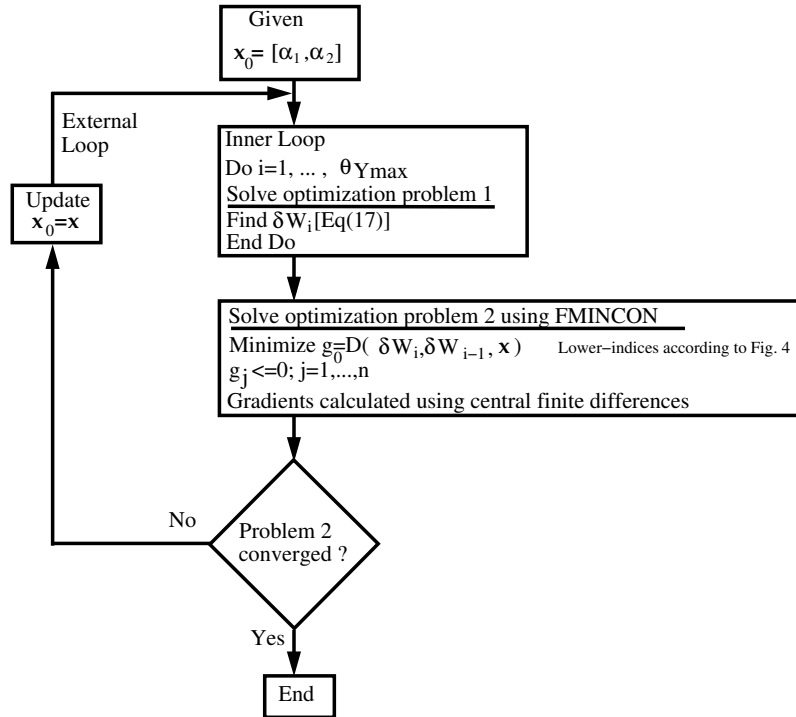 Given
x₀= [α₁,α₂]
External
Loop
Inner Loop
Do i=1, ... , θYmax
Solve optimization problem 1
Find δWᵢ[Eq(17)]
End Do
Update
x₀=x
Solve optimization problem 2 using FMINCON
Minimize g₀=D( δWᵢ,δWᵢ₋₁, x) Lower−indices according to Fig. 4
gⱼ<=0; j=1,...,n
Gradients calculated using central finite differences
No
Problem 2
converged ?
Yes
End